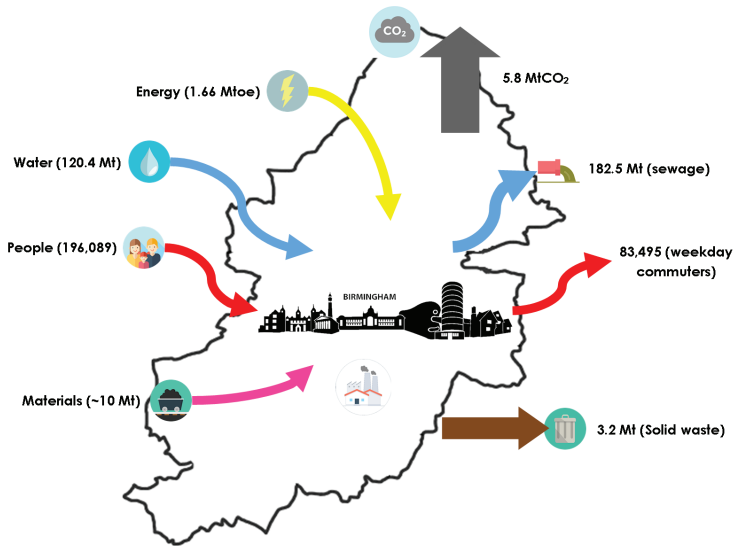 CO₂
5.8 MtCO₂
Energy (1.66 Mtoe)
Water (120.4 Mt)
182.5 Mt (sewage)
People (196,089)
83,495 (weekday
commuters)
BIRMINGHAM
Materials (~10 Mt)
3.2 Mt (Solid waste)